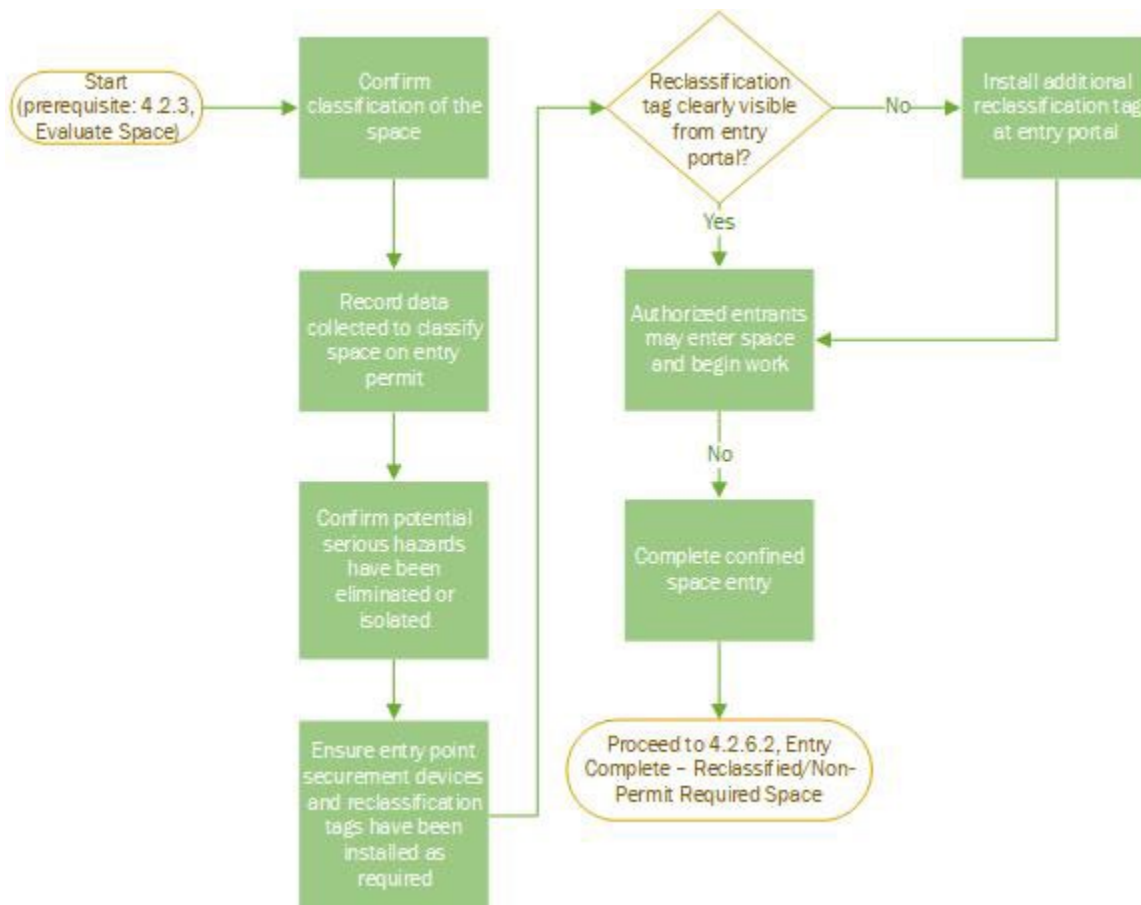 Start
(prerequisite: 4.2.3,
Evaluate Space)
Confirm
classification of the
space
Record data
collected to classify
space on entry
permit
Confirm potential
serious hazards
have been
eliminated or
isolated
Ensure entry point
securement devices
and reclassification
tags have been
installed as
required
Reclassification
tag clearly visible
from entry
portal?
No
Install additional
reclassification tag
at entry portal
Yes
Authorized entrants
may enter space
and begin work
No
Complete confined
space entry
Proceed to 4.2.6.2, Entry
Complete – Reclassified/Non-
Permit Required Space